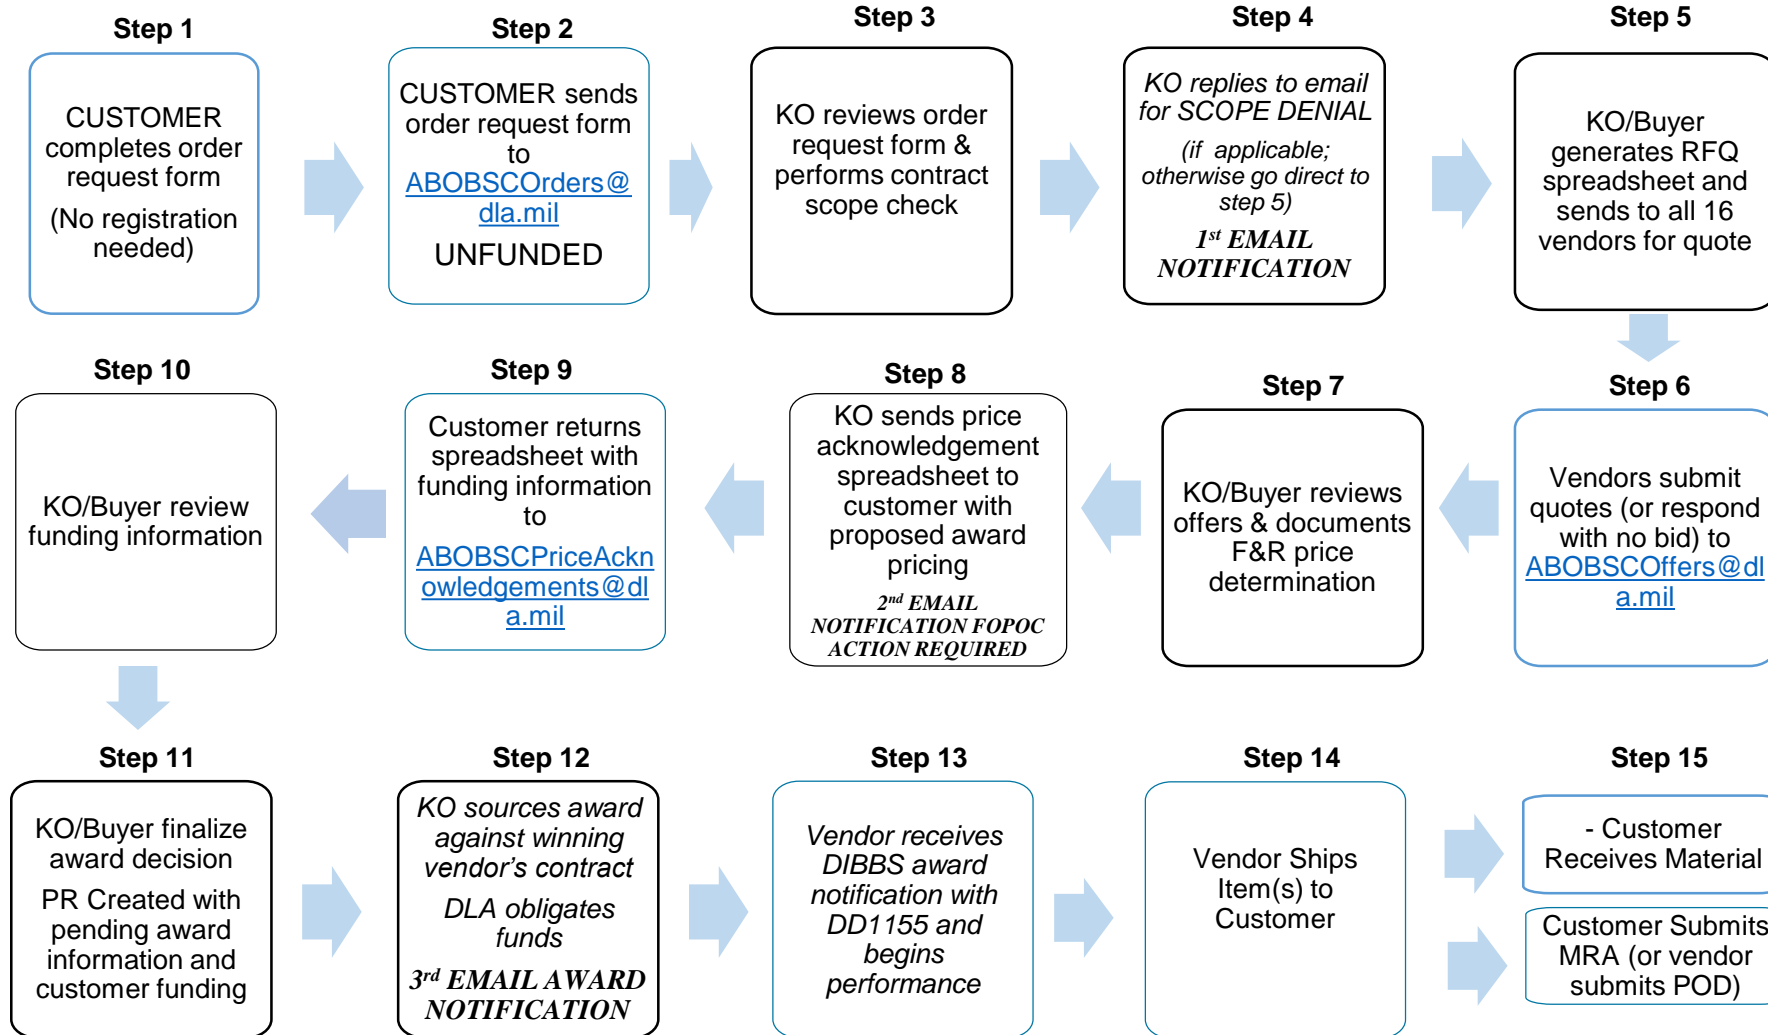 Step 1
CUSTOMER
completes order
request form
(No registration
needed)
Step 2
CUSTOMER sends
order request form
to
ABOBSCOrders@
dla.mil
UNFUNDED
Step 3
KO reviews order
request form &
performs contract
scope check
Step 4
KO replies to email
for SCOPE DENIAL
(if applicable;
otherwise go direct to
step 5)
1st EMAIL
NOTIFICATION
Step 5
KO/Buyer
generates RFQ
spreadsheet and
sends to all 16
vendors for quote
Step 6
Vendors submit
quotes (or respond
with no bid) to
ABOBSCOffers@dl
a.mil
Step 7
KO/Buyer reviews
offers & documents
F&R price
determination
Step 8
KO sends price
acknowledgement
spreadsheet to
customer with
proposed award
pricing
2nd EMAIL
NOTIFICATION FOPOC
ACTION REQUIRED
Step 9
Customer returns
spreadsheet with
funding information
to
ABOBSCPriceAckn
owledgements@dl
a.mil
Step 10
KO/Buyer review
funding information
Step 11
KO/Buyer finalize
award decision
PR Created with
pending award
information and
customer funding
Step 12
KO sources award
against winning
vendor's contract
DLA obligates
funds
3rd EMAIL AWARD
NOTIFICATION
Step 13
Vendor receives
DIBBS award
notification with
DD1155 and
begins
performance
Step 14
Vendor Ships
Item(s) to
Customer
Step 15
- Customer
Receives Material
Customer Submits
MRA (or vendor
submits POD)